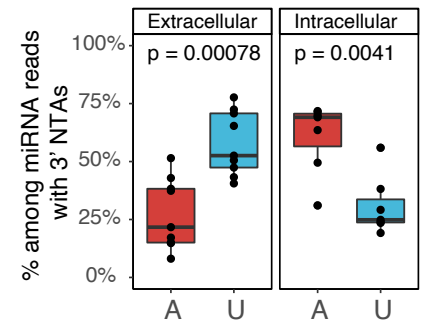 Extracellular
Intracellular
p = 0.00078
p = 0.0041
% among miRNA reads
with 3' NTAs
100%
75%
50%
25%
0%
A
U
A
U